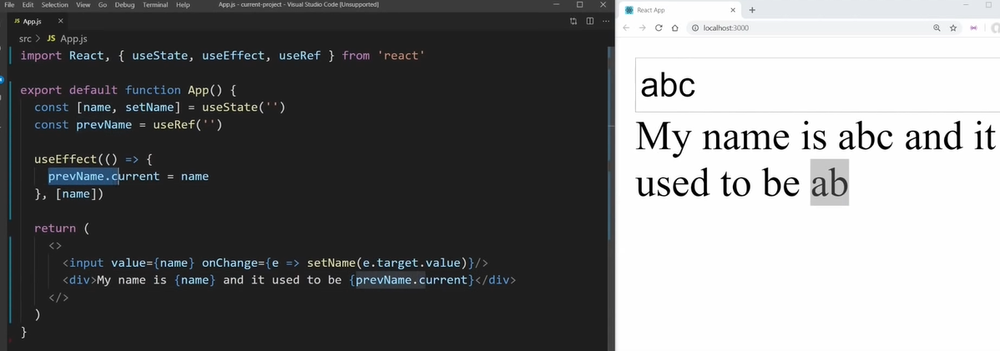 File Edit Selection View Go Debug Terminal Help App.js - current-project - Visual Studio Code [Unsupported]
JS App.js
src > JS App.js
import React, { useState, useEffect, useRef } from 'react'
export default function App() {
const [name, setName] = useState('')
const prevName = useRef('')
useEffect(() => {
prevName.current = name
}, [name])
return (
<>
<input value={name} onChange={e => setName(e.target.value)}/>
<div>My name is {name} and it used to be {prevName.current}</div>
</>
)
}
React App
localhost:3000
abc
My name is abc and it
used to be ab